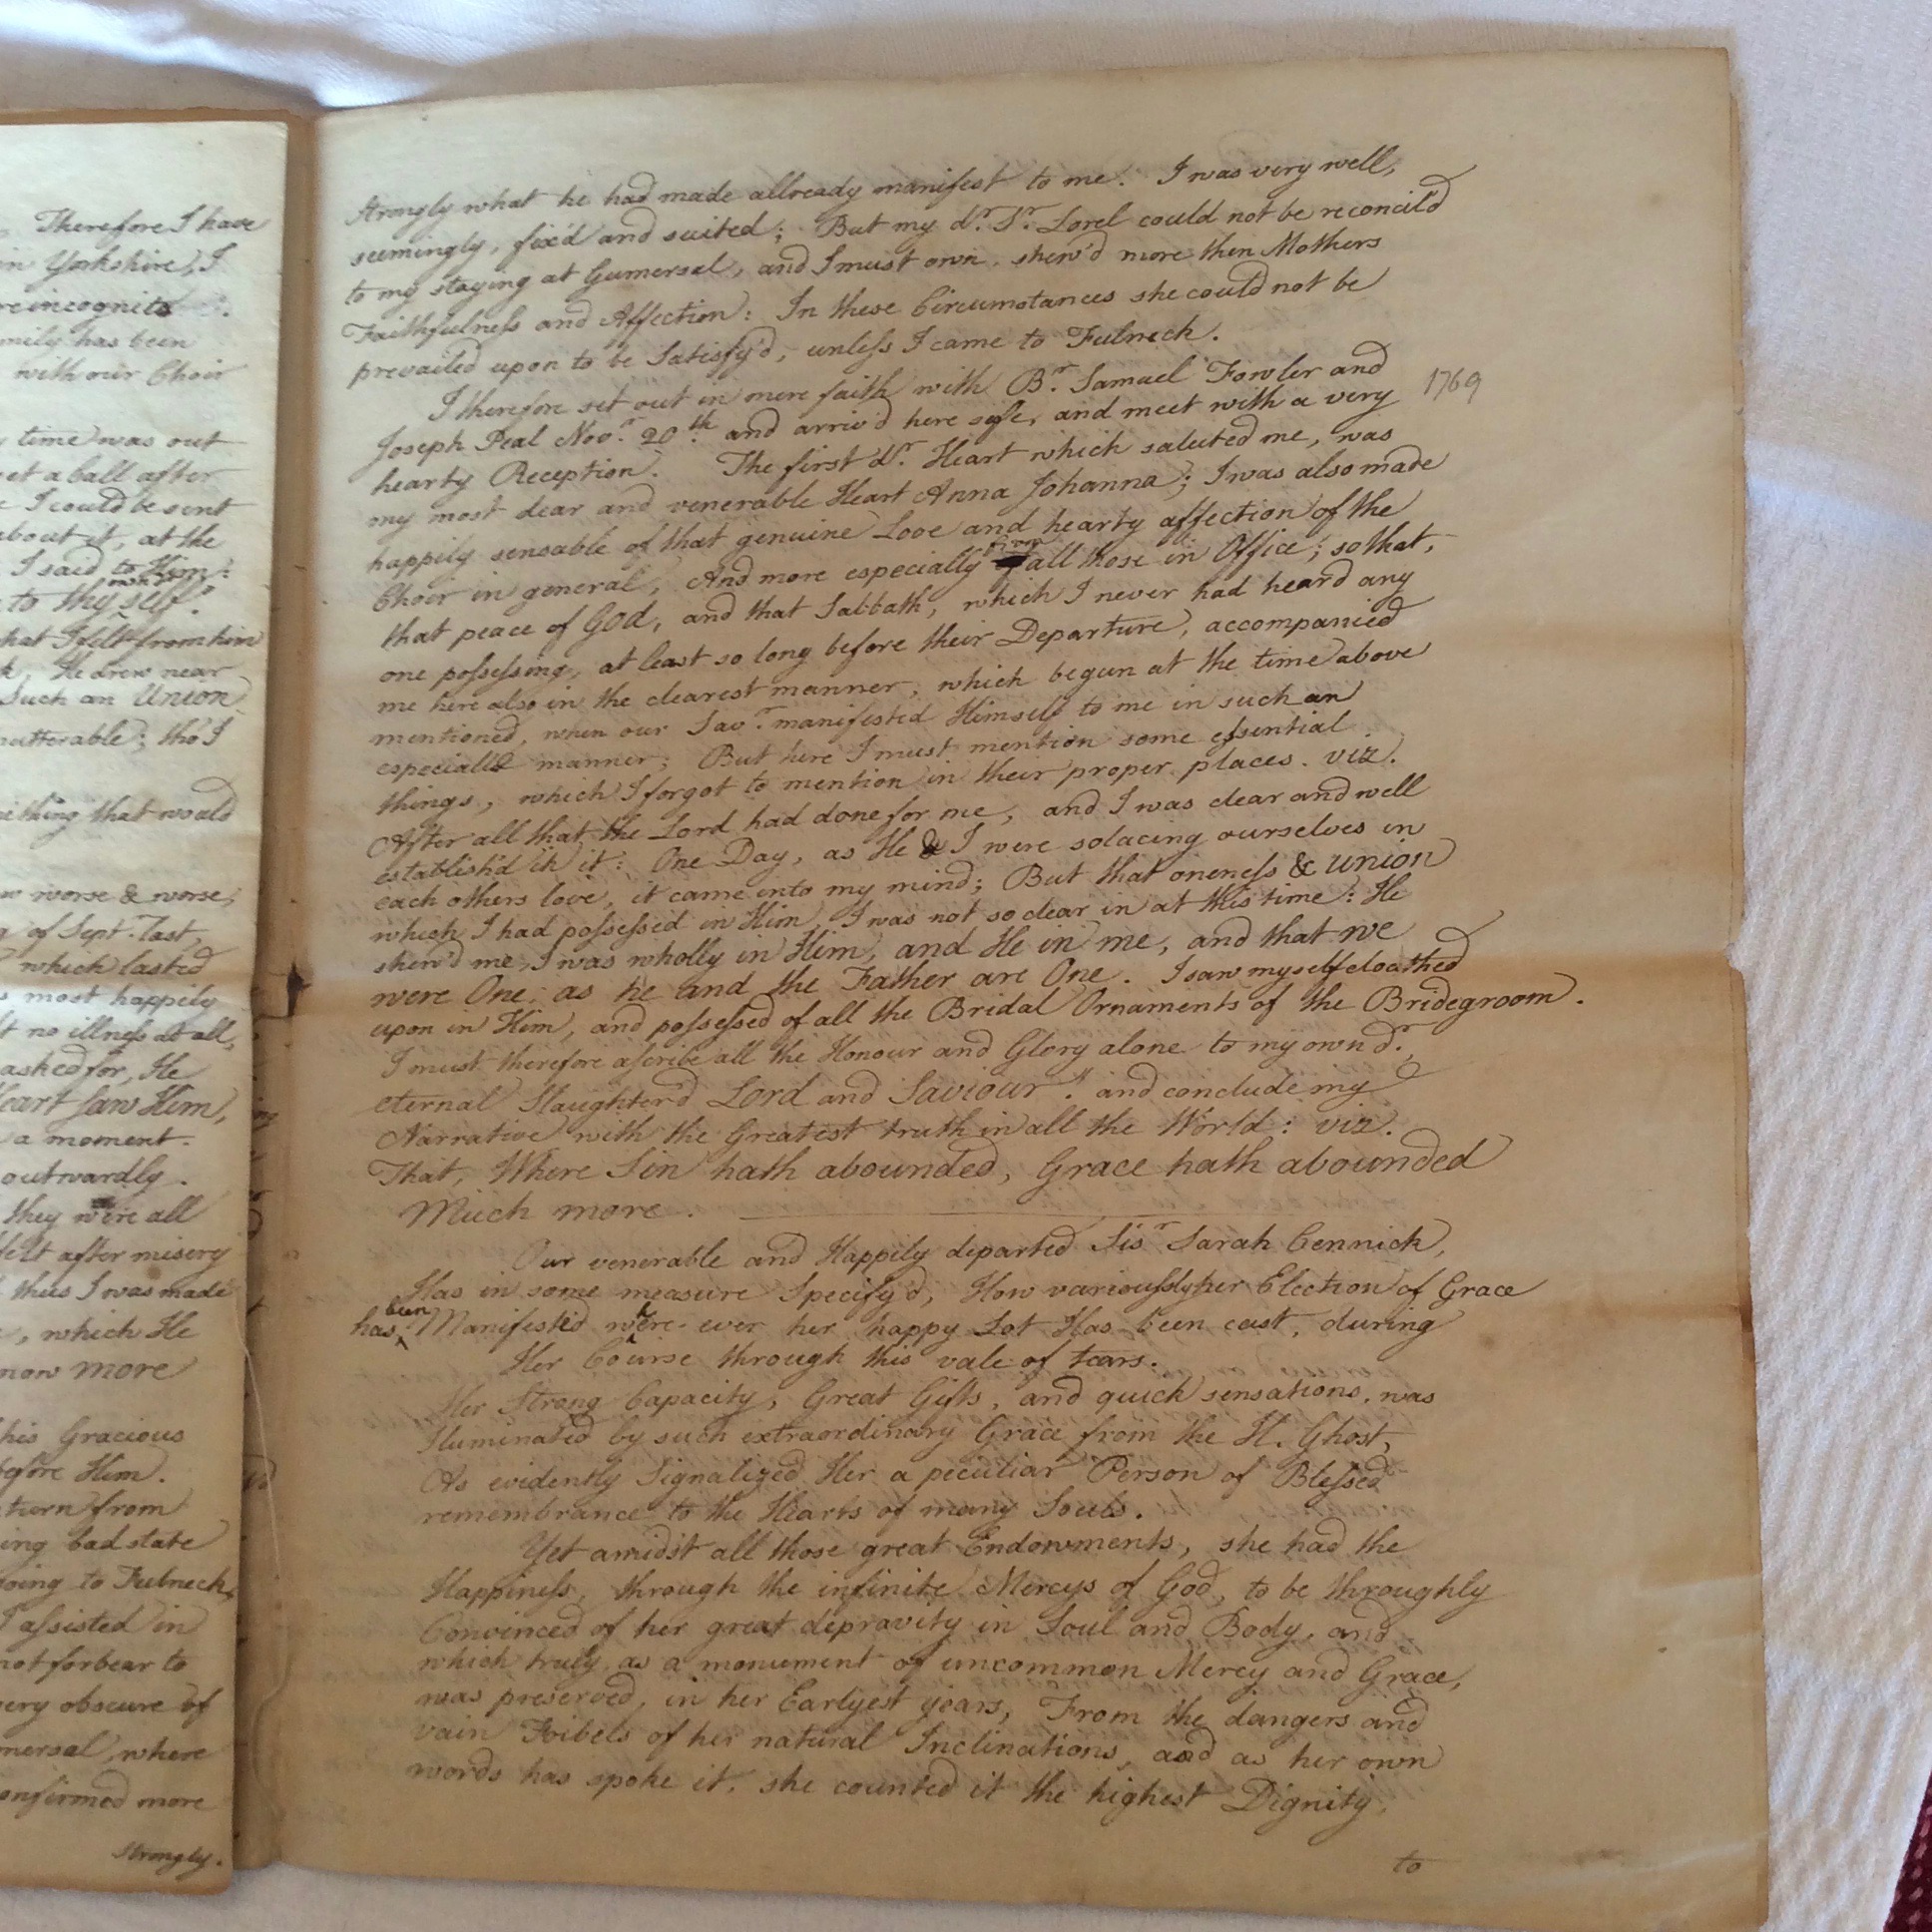 Therefore I have
in Yorkshire, I
re incognito
mily has been
with our Choir
time was out
et a ball after
I could be sent
about it, at the
I said to Him:
to thy own self.
hat I felt from him
He drew near
Such an Union
nutterable; tho' I
ething that would
worse & worse,
of Sept. last
which lasted
most happily
t no illness at all,
asked for, He
Heart saw Him,
a moment.
outwardly.
they were all
felt after misery
thus I was made
, which He
now more
his Gracious
before Him.
turn from
ing bad state
oing to Fulneck,
I assisted in
not forbear to
very obscure of
mersal, where
onfirmed more
strongly.
strongly what he had made allready manifest to me. I was very well,
seemingly, fix'd and suited; But my dr. Sr. Lorel could not be reconcil'd
to my staying at Gumersal, and I must own, shew'd more then Mothers
Faithfulness and Affection: In these Circumstances she could not be
prevailed upon to be Satisfy'd, unless I came to Fulneck.
I therefore set out in mere faith with Br. Samuel Fowler and
Joseph Peal Novr. 20th. and arriv'd here safe, and meet with a very 1769
hearty Reception. The first dr. Heart which saluted me, was
my most dear and venerable Heart Anna Johanna; I was also made
happily sensable of that genuine Love and hearty affection of the
Choir in general, And more especially from all those in Office; so that,
that peace of God, and that Sabbath, which I never had heard any
one possessing, at least so long before their Departure, accompanied
me here also in the clearest manner, which begun at the time above
mentioned, when our Savr. manifested Himself to me in such an
especiall manner; But here I must mention some essential
things, which I forgot to mention in their proper places. viz.
After all that the Lord had done for me, and I was clear and well
establish'd in it: One Day, as He & I were solacing ourselves in
each others love, it came into my mind; But that oneness & union
which I had possessed in Him, I was not so clear in at this time: He
shew'd me, I was wholly in Him, and He in me, and that we
were One, as he and the Father are One. I saw myself cloathed
upon in Him, and possessed of all the Bridal Ornaments of the Bridegroom.
I must therefore ascribe all the Honour and Glory alone to my own dr.,
eternal Slaughter'd Lord and Saviour. and conclude my
Narrative with the Greatest truth in all the World: viz.
That, Where Sin hath abounded, Grace hath abounded
Much more.
Our venerable and Happily departed Sisr Sarah Cennick,
Has in some measure Specify'd, How variously her Election of Grace
has been Manifested where-ever her happy Lot Has been cast, during
Her Course through this vale of tears.
Her Strong Capacity, Great Gifts, and quick sensations, was
Iluminated by such extraordinary Grace from the H. Ghost,
As evidently Signalized Her a peculiar Person of Blessed
remembrance to the Hearts of many Souls.
Yet amidst all those great Endowments, she had the
Happiness, through the infinite Mercys of God, to be throughly
Convinced of her great depravity in Soul and Body, and
which truly, as a monument of uncommon Mercy and Grace,
was preserved, in her Earlyest years, From the dangers and
vain Foibels of her natural Inclinations, and as her own
words has spoke it, she counted it the highest Dignity,
to